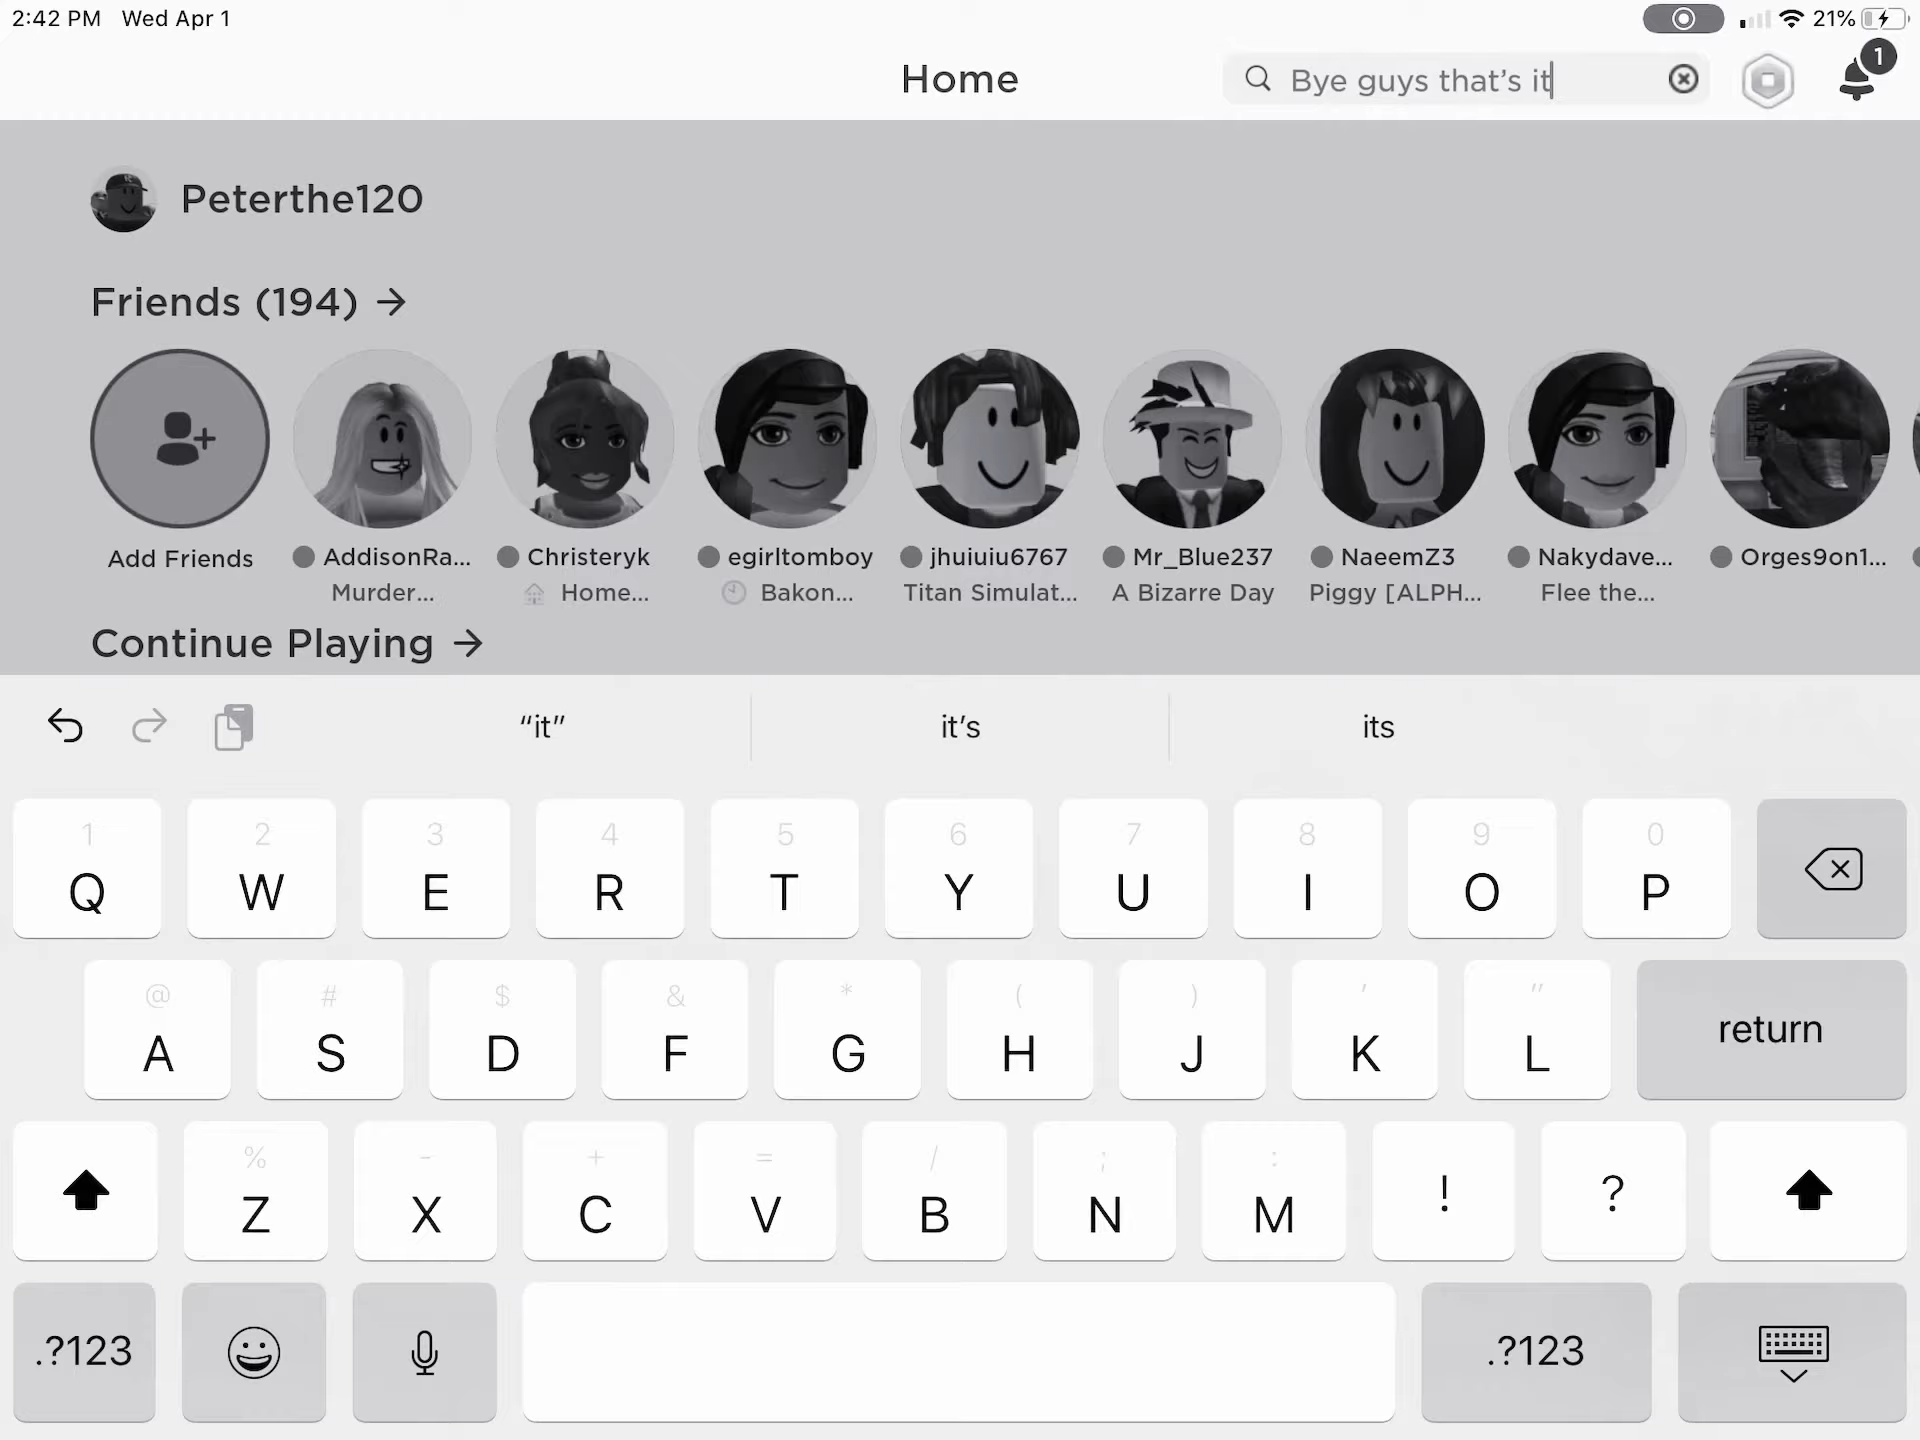 2:42 PM Wed Apr 1
21%
Home
Bye guys that’s it
1
Peterthe120
Friends (194) →
Add Friends
AddisonRa...
Murder...
Christeryk
Home...
egirltomboy
Bakon...
jhuiuiu6767
Titan Simulat...
Mr_Blue237
A Bizarre Day
NaeemZ3
Piggy [ALPH...
Nakydave...
Flee the...
Orges9on1...
Continue Playing →
“it” it’s its
1 2 3 4 5 6 7 8 9 0
Q W E R T Y U I O P
@ # $ & * ( ) ' "
A S D F G H J K L return
% - + = / ; :
Z X C V B N M ! ?
.?123 .?123